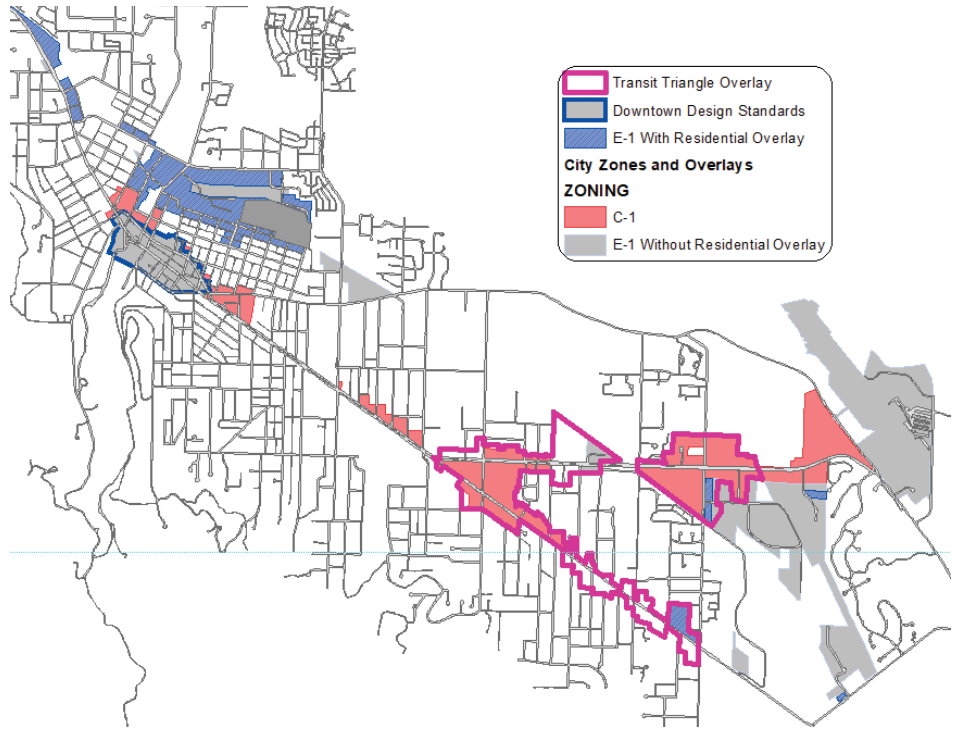 Transit Triangle Overlay
Downtown Design Standards
E-1 With Residential Overlay
City Zones and Overlays
ZONING
C-1
E-1 Without Residential Overlay